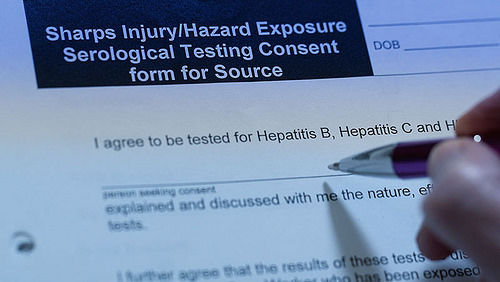 Sharps Injury/Hazard Exposure
Serological Testing Consent
form for Source
DOB
I agree to be tested for Hepatitis B, Hepatitis C and H
person seeking consent
explained and discussed with me the nature, ef
tests.
I further agree that the results of these tests
who has been exposed